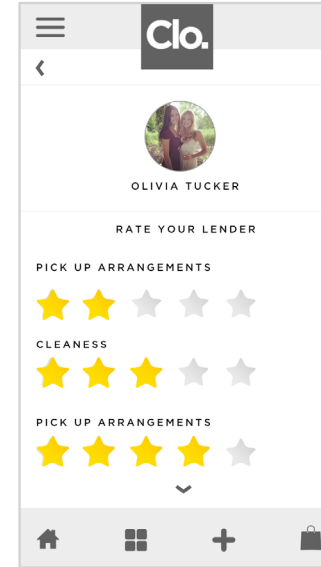 Clo.
OLIVIA TUCKER
RATE YOUR LENDER
PICK UP ARRANGEMENTS
CLEANESS
PICK UP ARRANGEMENTS